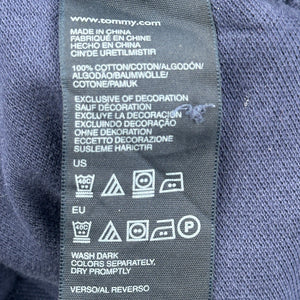 www.tommy.com
MADE IN CHINA
FABRIQUÉ EN CHINE
HECHO EN CHINA
ÇİN'DE ÜRETİLMİŞTİR
100% COTTON/COTON/ALGODÓN/
ALGODÃO/BAUMWOLLE/
COTONE/PAMUK
EXCLUSIVE OF DECORATION
SAUF DÉCORATION
EXCLUYE LA DECORACIÓN
EXCLUINDO DECORAÇÃO
OHNE DEKORATION
ECCETTO DECORAZIONE
SÜSLEME HARİÇTİR
US
EU
40C
P
WASH DARK
COLORS SEPARATELY,
DRY PROMPTLY
VERSO/AL REVERSO/